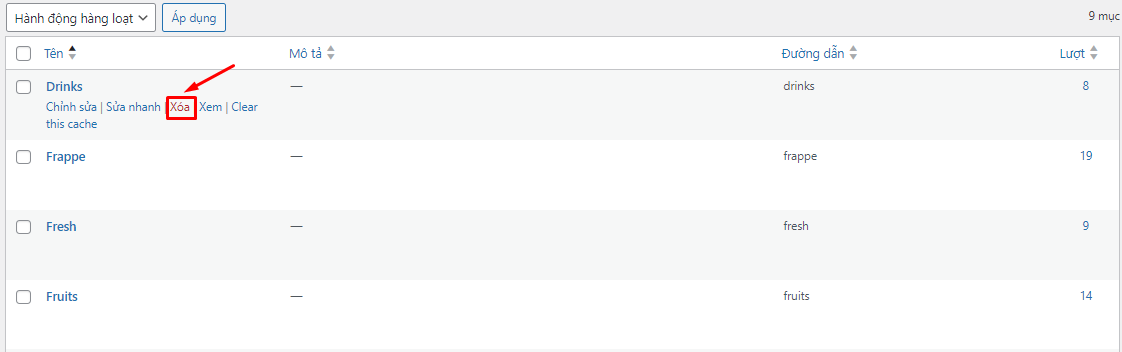 Hành động hàng loạt Áp dụng 9 mục
Tên Mô tả Đường dẫn Lượt
Drinks — drinks 8
Chỉnh sửa | Sửa nhanh | Xóa | Xem | Clear
this cache
Frappe — frappe 19
Fresh — fresh 9
Fruits — fruits 14